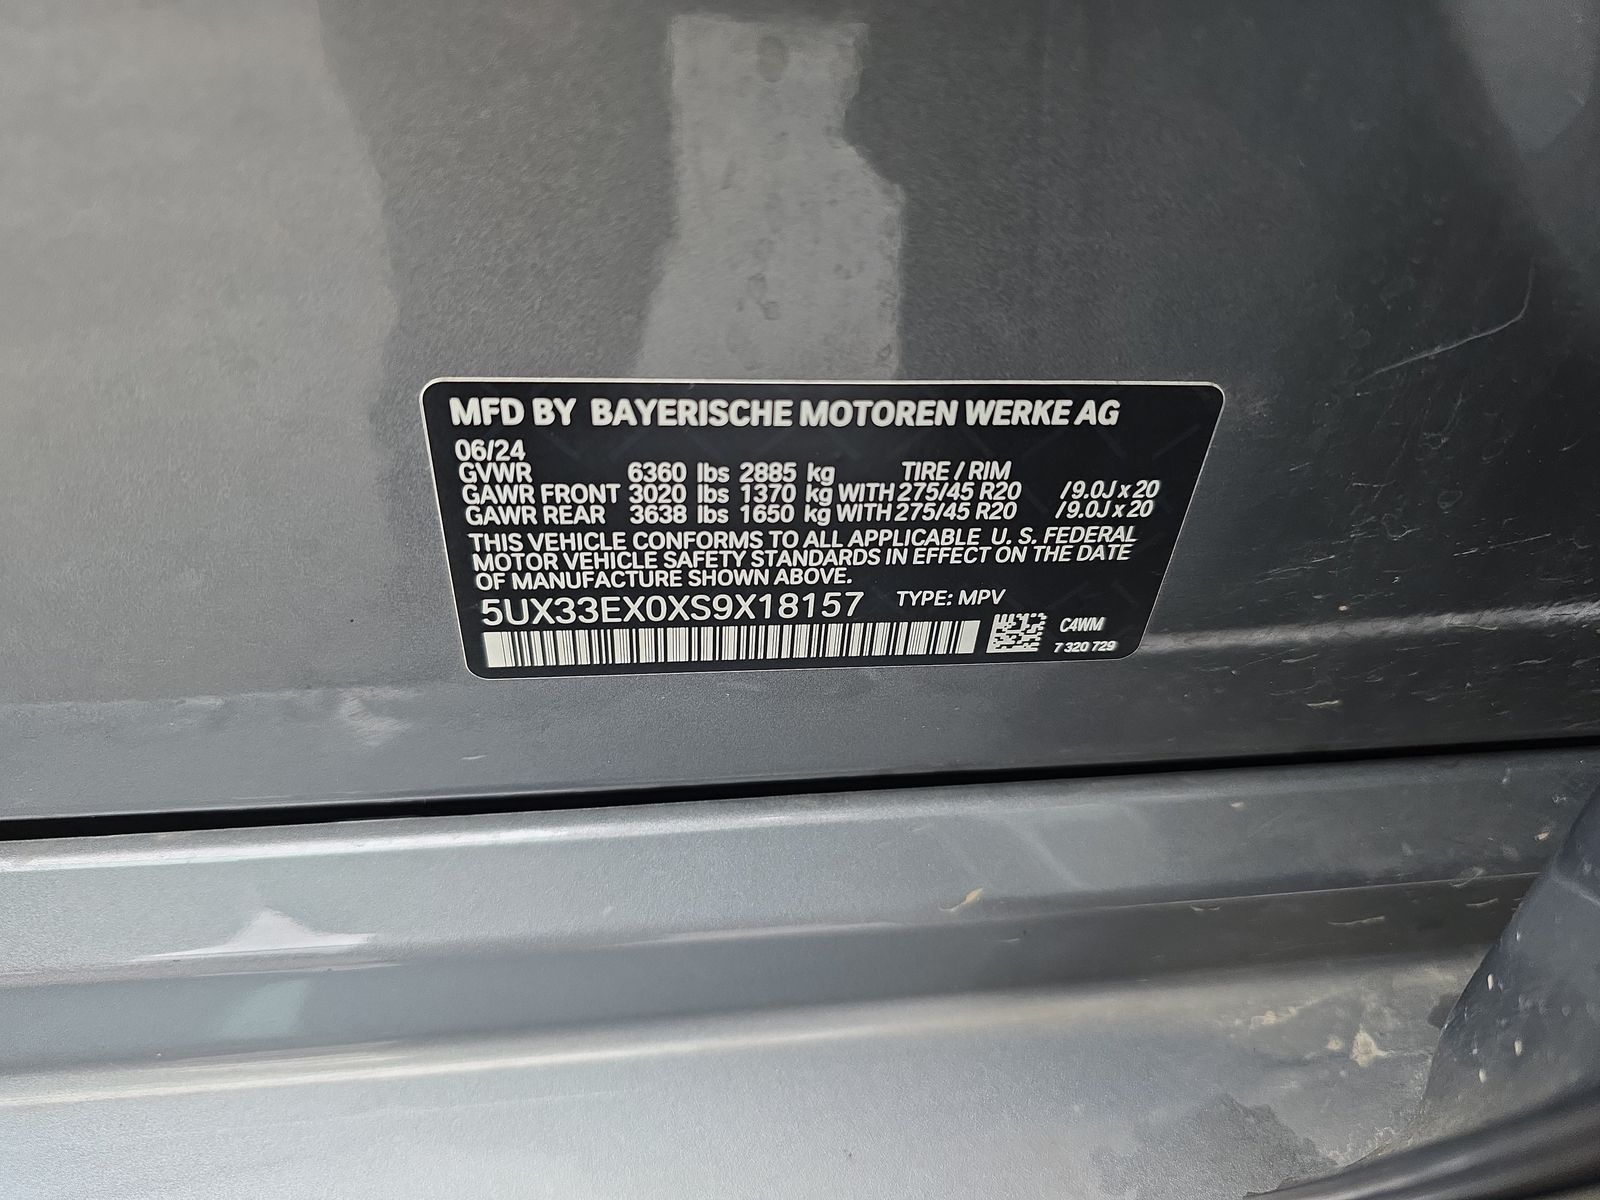 MFD BY BAYERISCHE MOTOREN WERKE AG
06/24
GVWR 6360 lbs 2885 kg TIRE / RIM
GAWR FRONT 3020 lbs 1370 kg WITH 275/45 R20 /9.0J x 20
GAWR REAR 3638 lbs 1650 kg WITH 275/45 R20 /9.0J x 20
THIS VEHICLE CONFORMS TO ALL APPLICABLE U. S. FEDERAL
MOTOR VEHICLE SAFETY STANDARDS IN EFFECT ON THE DATE
OF MANUFACTURE SHOWN ABOVE.
5UX33EX0XS9X18157 TYPE: MPV
C4WM
7 320 729